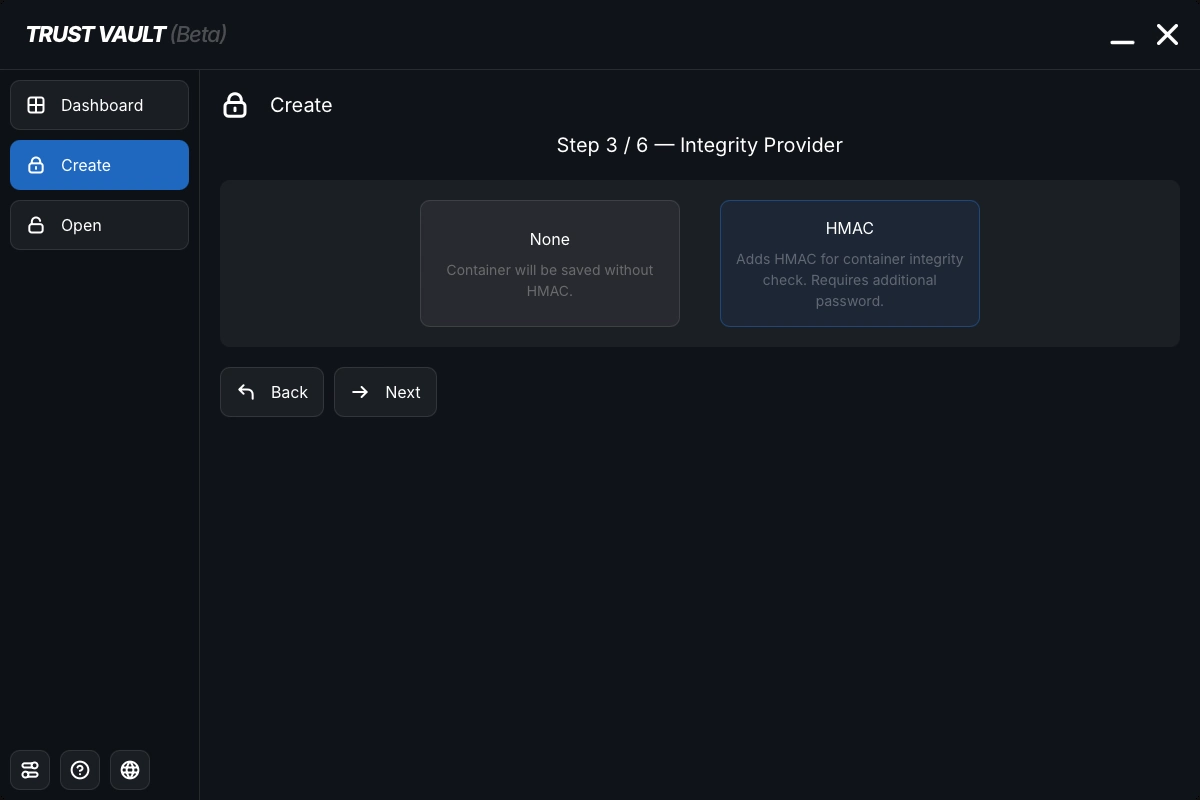 TRUST VAULT (Beta)
Dashboard
Create
Open
Create
Step 3 / 6 — Integrity Provider
None
Container will be saved without
HMAC.
HMAC
Adds HMAC for container integrity
check. Requires additional
password.
Back
Next